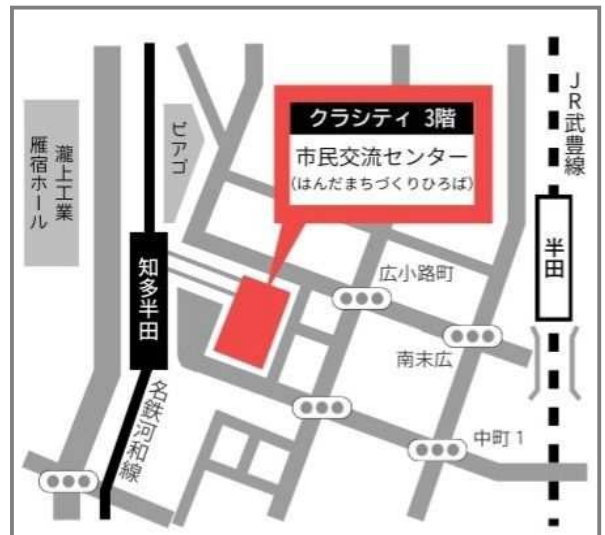 クラシティ 3階
市民交流センター
(はんだまちづくりひろば)
JR武豊線
半田
ピアゴ
瀧上工業
雁宿ホール
知多半田
名鉄河和線
広小路町
南末広
中町1